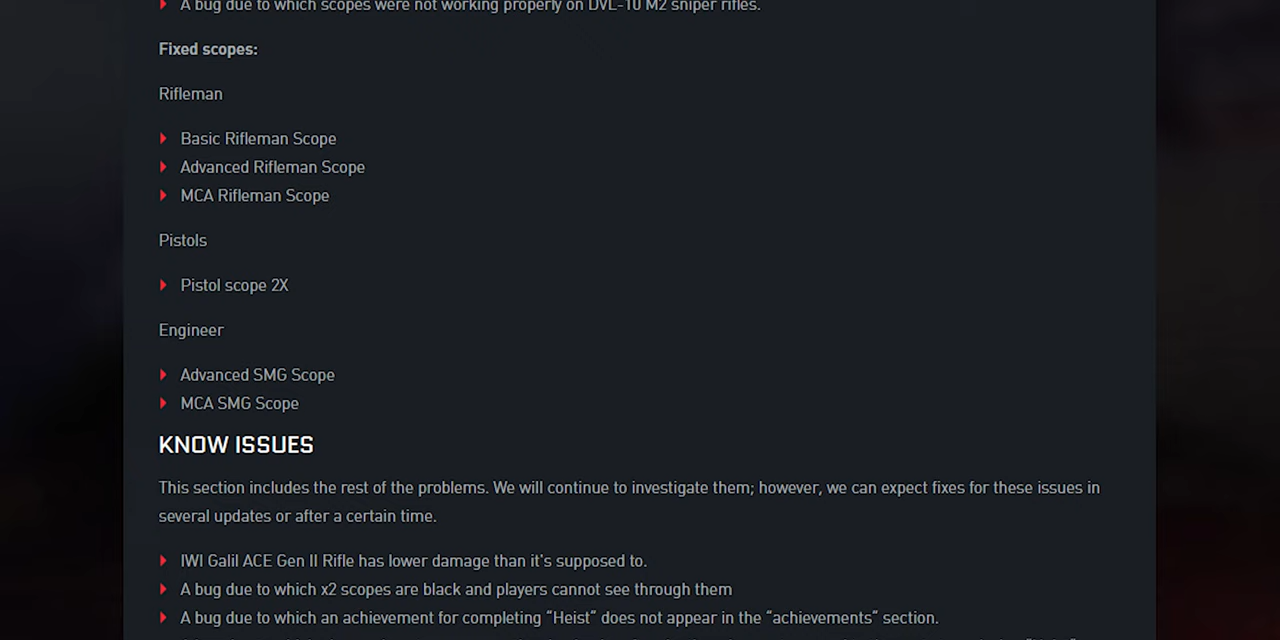 A bug due to which scopes were not working properly on DVL-10 M2 sniper rifles.
Fixed scopes:
Rifleman
Basic Rifleman Scope
Advanced Rifleman Scope
MCA Rifleman Scope
Pistols
Pistol scope 2X
Engineer
Advanced SMG Scope
MCA SMG Scope
KNOW ISSUES
This section includes the rest of the problems. We will continue to investigate them; however, we can expect fixes for these issues in
several updates or after a certain time.
IWI Galil ACE Gen II Rifle has lower damage than it's supposed to.
A bug due to which x2 scopes are black and players cannot see through them
A bug due to which an achievement for completing “Heist” does not appear in the “achievements” section.